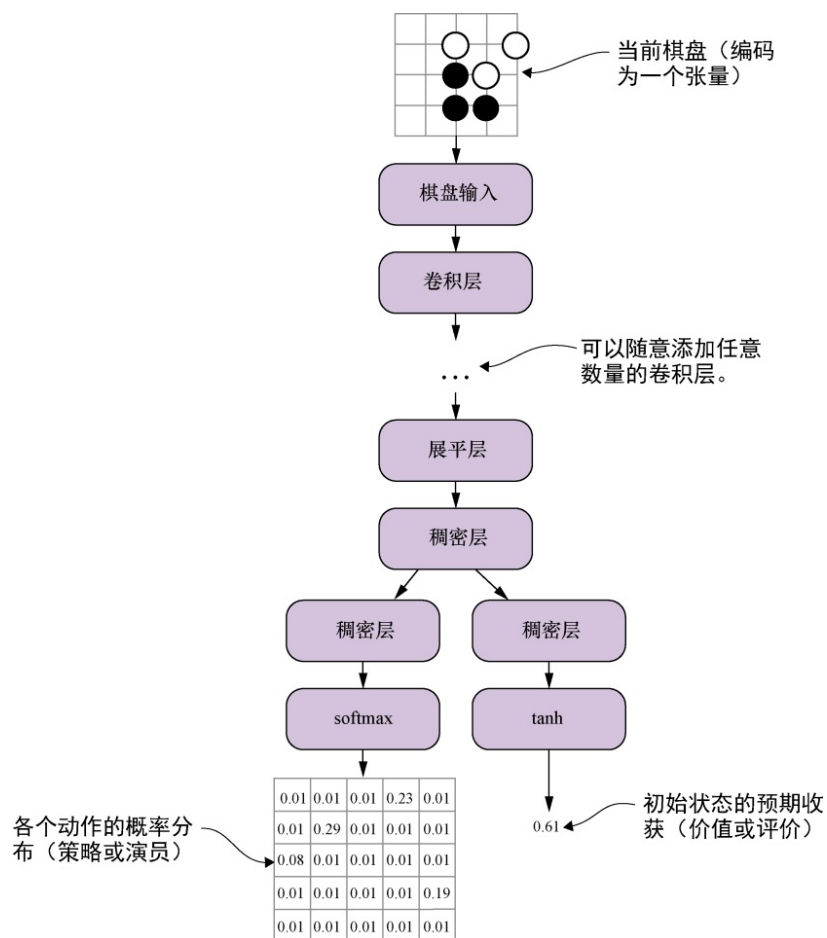 当前棋盘（编码
为一个张量）
棋盘输入
卷积层
...
可以随意添加任意
数量的卷积层。
展平层
稠密层
稠密层 稠密层
softmax tanh
各个动作的概率分
布（策略或演员）
0.01 0.01 0.01 0.23 0.01
0.01 0.29 0.01 0.01 0.01
0.08 0.01 0.01 0.01 0.01
0.01 0.01 0.01 0.01 0.19
0.01 0.01 0.01 0.01 0.01
0.61
初始状态的预期收
获（价值或评价）